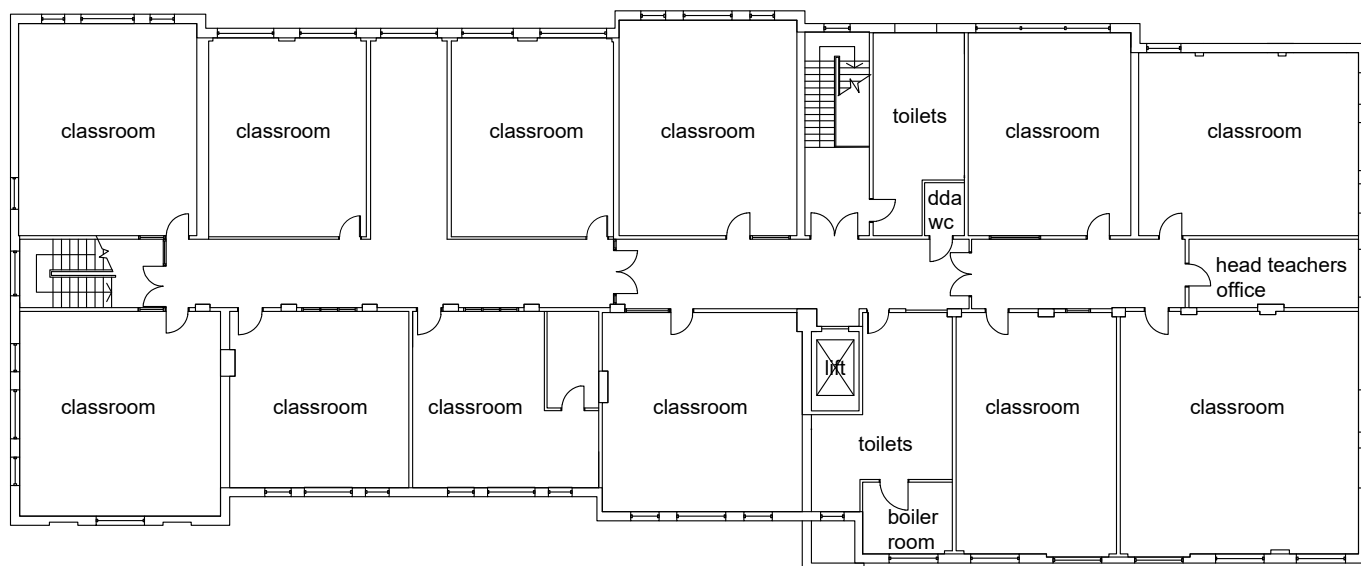 classroom
classroom
classroom
classroom
toilets
classroom
classroom
dda
wc
head teachers
office
lift
classroom
classroom
classroom
classroom
classroom
classroom
toilets
boiler
room